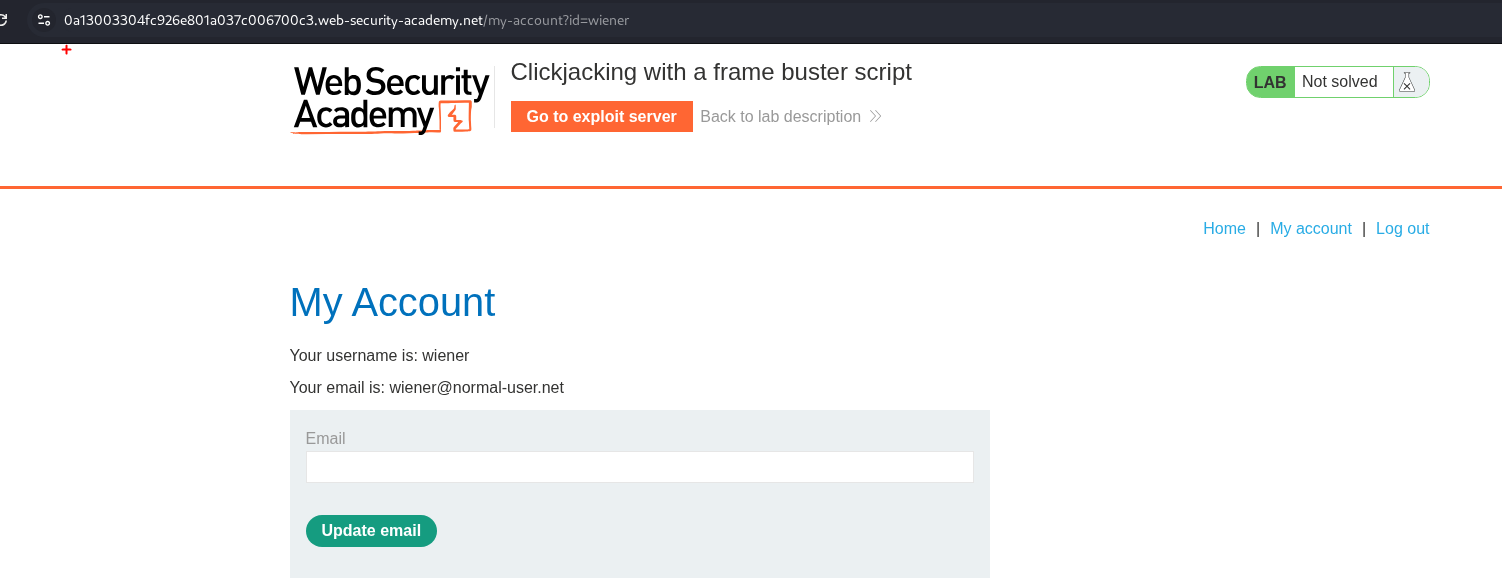 0a13003304fc926e801a037c006700c3.web-security-academy.net/my-account?id=wiener
Web Security
Academy
Clickjacking with a frame buster script
Go to exploit server
Back to lab description
LAB Not solved
Home | My account | Log out
My Account
Your username is: wiener
Your email is: wiener@normal-user.net
Email
Update email